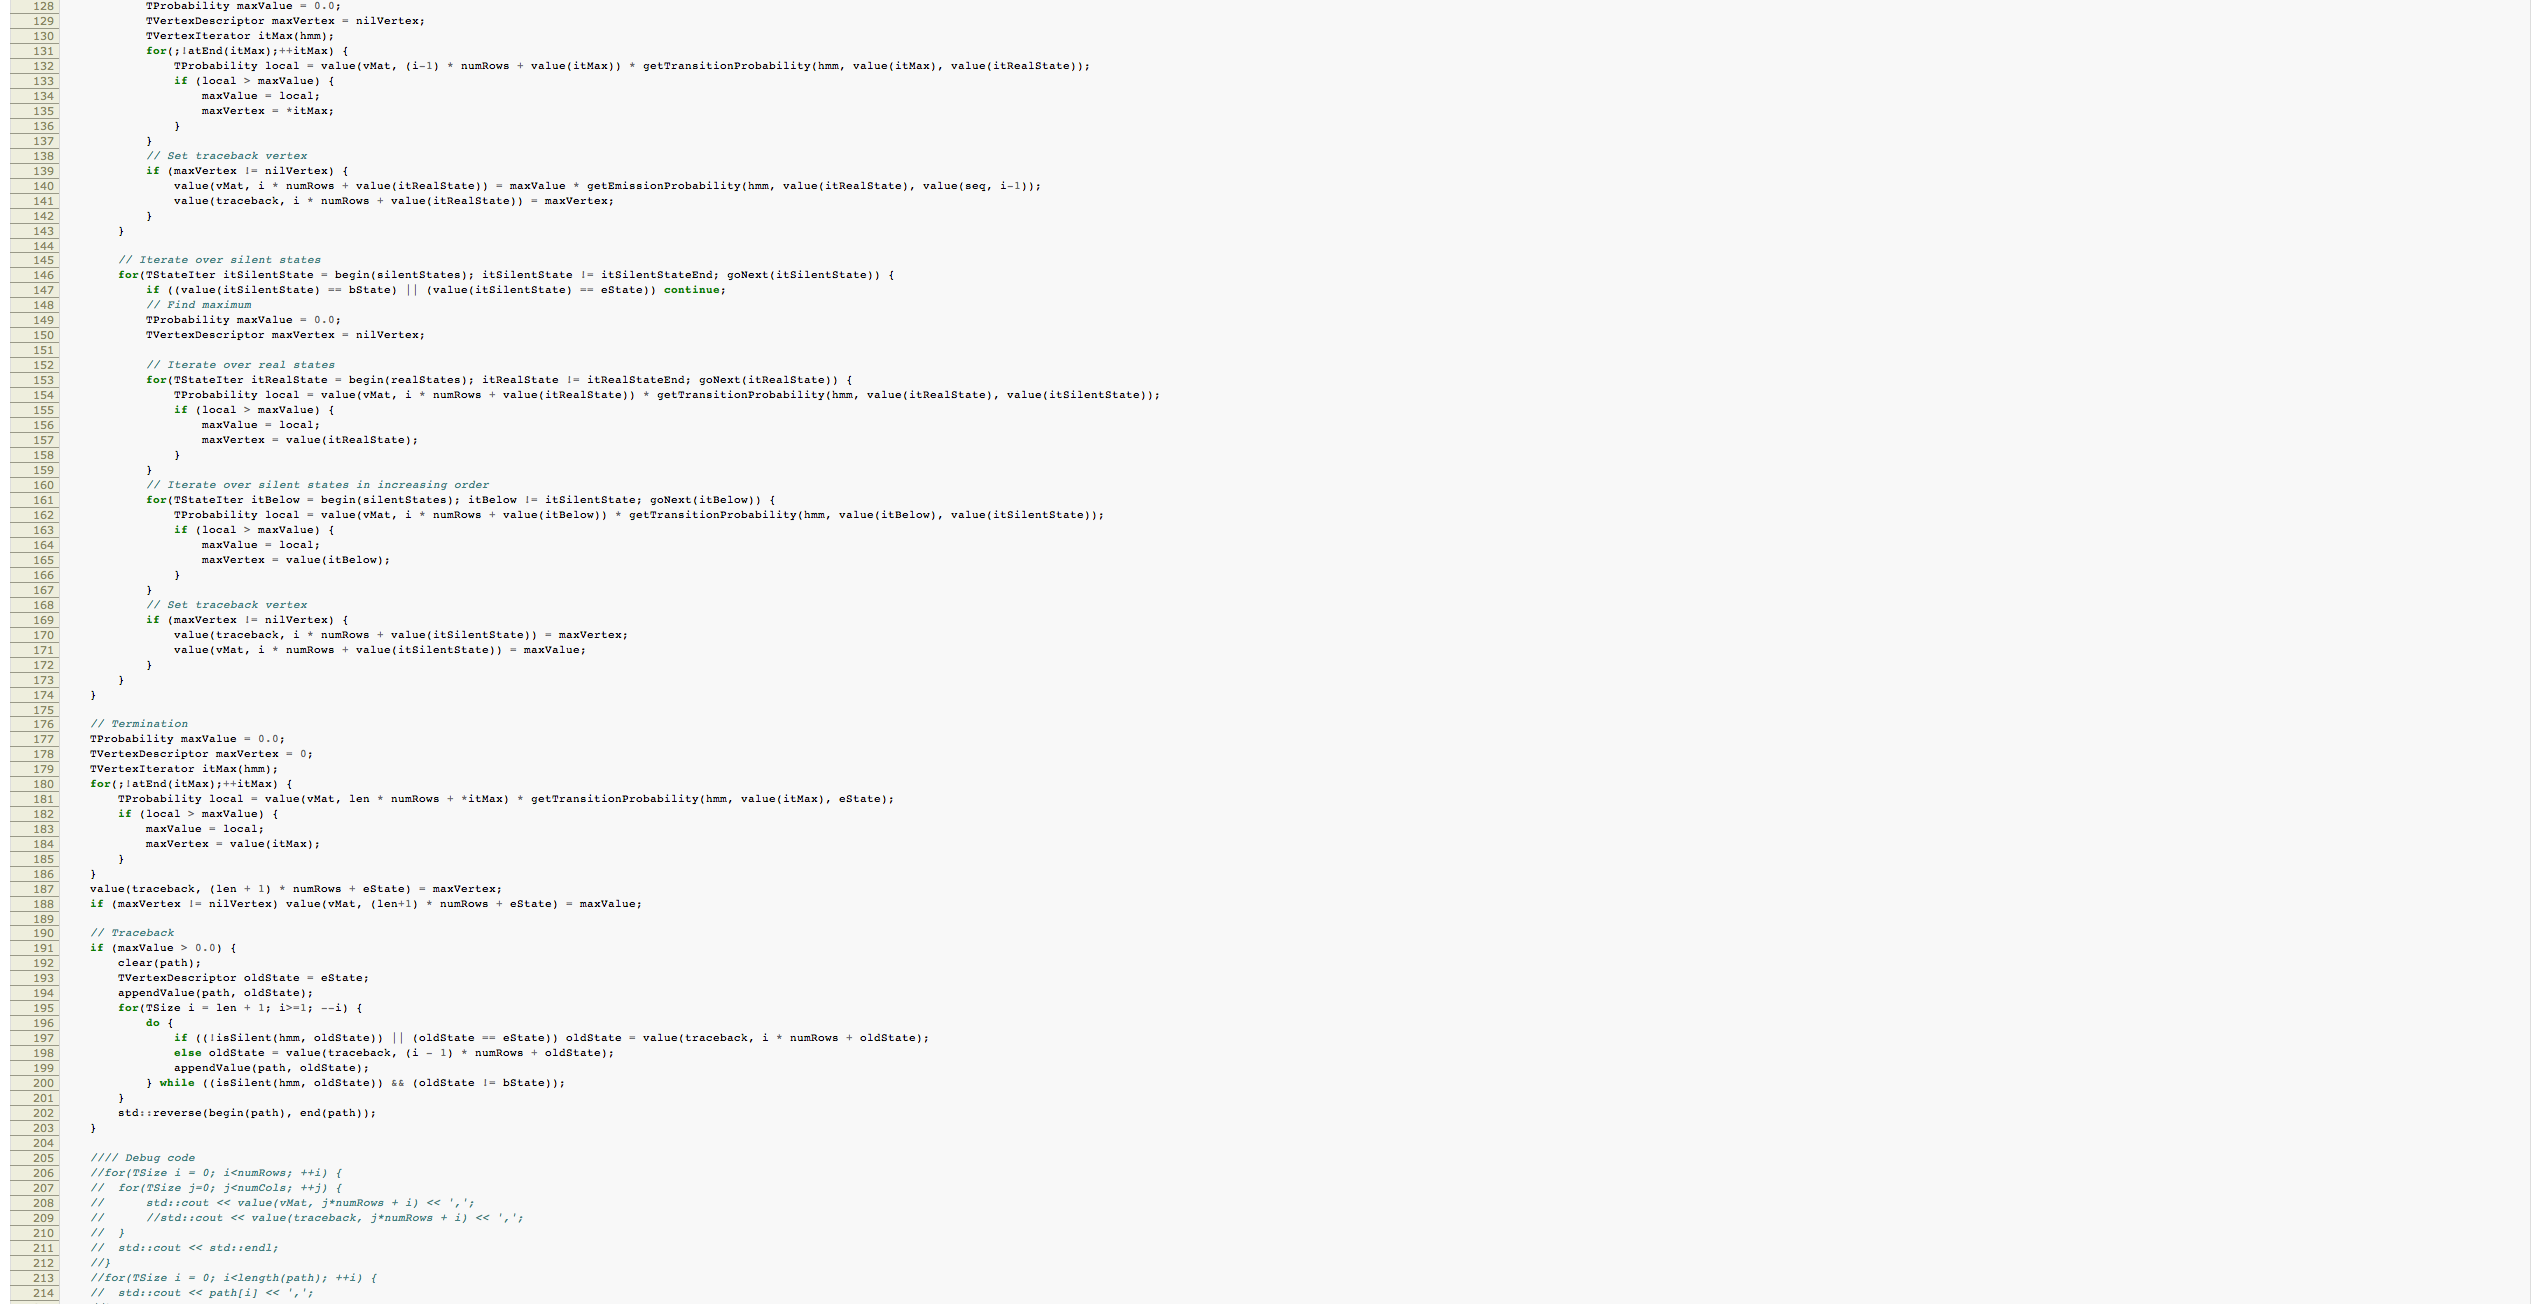 128 TProbability maxValue = 0.0;
129 TVertexDescriptor maxVertex = nilVertex;
130 TVertexIterator itMax(hmm);
131 for(;!atEnd(itMax);++itMax) {
132 TProbability local = value(vMat, (i-1) * numRows + value(itMax)) * getTransitionProbability(hmm, value(itMax), value(itRealState));
133 if (local > maxValue) {
134 maxValue = local;
135 maxVertex = *itMax;
136 }
137 }
138 // Set traceback vertex
139 if (maxVertex != nilVertex) {
140 value(vMat, i * numRows + value(itRealState)) = maxValue * getEmissionProbability(hmm, value(itRealState), value(seq, i-1));
141 value(traceback, i * numRows + value(itRealState)) = maxVertex;
142 }
143 }
144
145 // Iterate over silent states
146 for(TStateIter itSilentState = begin(silentStates); itSilentState != itSilentStateEnd; goNext(itSilentState)) {
147 if ((value(itSilentState) == bState) || (value(itSilentState) == eState)) continue;
148 // Find maximum
149 TProbability maxValue = 0.0;
150 TVertexDescriptor maxVertex = nilVertex;
151
152 // Iterate over real states
153 for(TStateIter itRealState = begin(realStates); itRealState != itRealStateEnd; goNext(itRealState)) {
154 TProbability local = value(vMat, i * numRows + value(itRealState)) * getTransitionProbability(hmm, value(itRealState), value(itSilentState));
155 if (local > maxValue) {
156 maxValue = local;
157 maxVertex = value(itRealState);
158 }
159 }
160 // Iterate over silent states in increasing order
161 for(TStateIter itBelow = begin(silentStates); itBelow != itSilentState; goNext(itBelow)) {
162 TProbability local = value(vMat, i * numRows + value(itBelow)) * getTransitionProbability(hmm, value(itBelow), value(itSilentState));
163 if (local > maxValue) {
164 maxValue = local;
165 maxVertex = value(itBelow);
166 }
167 }
168 // Set traceback vertex
169 if (maxVertex != nilVertex) {
170 value(traceback, i * numRows + value(itSilentState)) = maxVertex;
171 value(vMat, i * numRows + value(itSilentState)) = maxValue;
172 }
173 }
174 }
175
176 // Termination
177 TProbability maxValue = 0.0;
178 TVertexDescriptor maxVertex = 0;
179 TVertexIterator itMax(hmm);
180 for(;!atEnd(itMax);++itMax) {
181 TProbability local = value(vMat, len * numRows + *itMax) * getTransitionProbability(hmm, value(itMax), eState);
182 if (local > maxValue) {
183 maxValue = local;
184 maxVertex = value(itMax);
185 }
186 }
187 value(traceback, (len + 1) * numRows + eState) = maxVertex;
188 if (maxVertex != nilVertex) value(vMat, (len+1) * numRows + eState) = maxValue;
189
190 // Traceback
191 if (maxValue > 0.0) {
192 clear(path);
193 TVertexDescriptor oldState = eState;
194 appendValue(path, oldState);
195 for(TSize i = len + 1; i>=1; --i) {
196 do {
197 if ((!isSilent(hmm, oldState)) || (oldState == eState)) oldState = value(traceback, i * numRows + oldState);
198 else oldState = value(traceback, (i - 1) * numRows + oldState);
199 appendValue(path, oldState);
200 } while ((isSilent(hmm, oldState)) && (oldState != bState));
201 }
202 std::reverse(begin(path), end(path));
203 }
204
205 //// Debug code
206 //for(TSize i = 0; i<numRows; ++i) {
207 // for(TSize j=0; j<numCols; ++j) {
208 // std::cout << value(vMat, j*numRows + i) << ',';
209 // //std::cout << value(traceback, j*numRows + i) << ',';
210 // }
211 // std::cout << std::endl;
212 //}
213 //for(TSize i = 0; i<length(path); ++i) {
214 // std::cout << path[i] << ',';